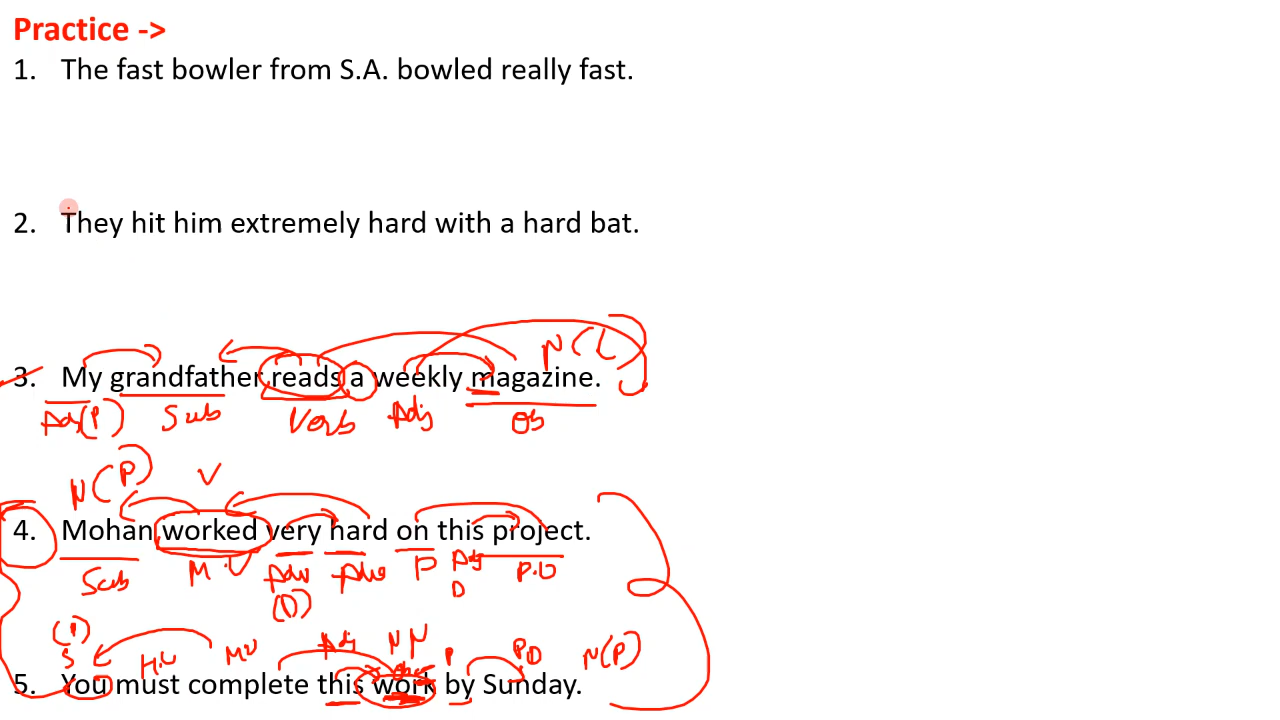 Practice ->
1. The fast bowler from S.A. bowled really fast.
2. They hit him extremely hard with a hard bat.
N(C)
3. My grandfather reads a weekly magazine.
Adj(P) Sub Verb Adj Ob
N(P) V
4. Mohan worked very hard on this project.
Sub M.V Adv Adv P Adj P.O
(D) D
(P)
S H.V MV Adj N P PO N(P)
5. You must complete this work by Sunday.